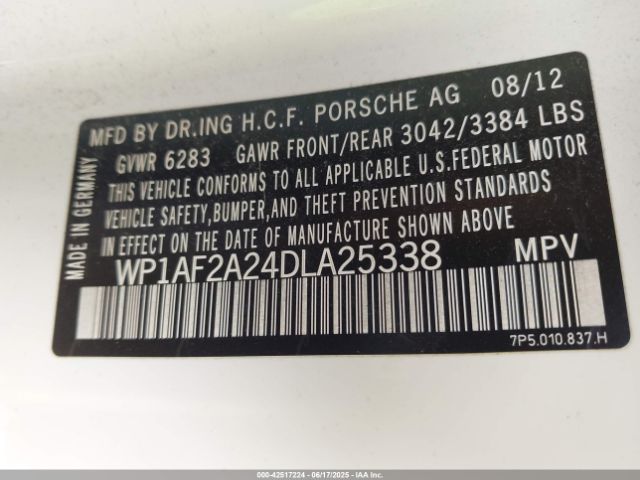 MFD BY DR.ING H.C.F. PORSCHE AG 08/12
GVWR 6283 GAWR FRONT/REAR 3042/3384 LBS
THIS VEHICLE CONFORMS TO ALL APPLICABLE U.S.FEDERAL MOTOR
VEHICLE SAFETY,BUMPER,AND THEFT PREVENTION STANDARDS
IN EFFECT ON THE DATE OF MANUFACTURE SHOWN ABOVE
WP1AF2A24DLA25338 MPV
MADE IN GERMANY
7P5.010.837.H
000-42517224 - 06/17/2025 - COPYRIGHT IAA, LLC